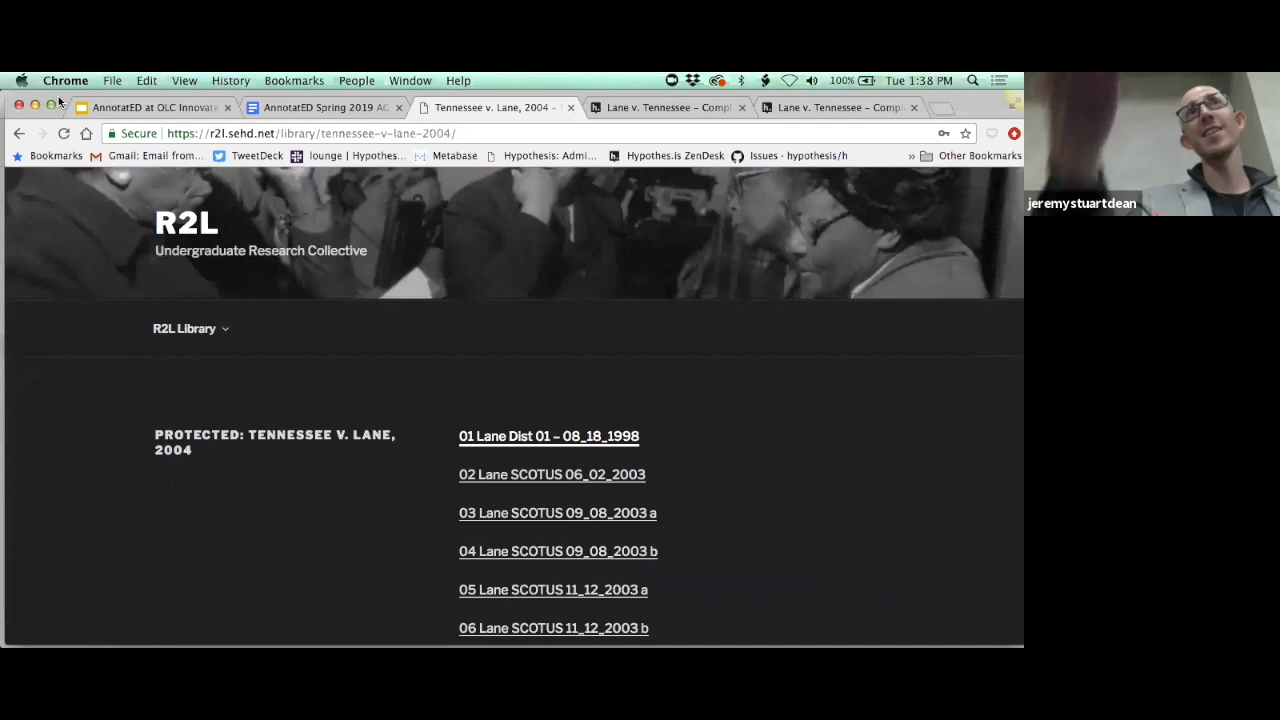 Chrome File Edit View History Bookmarks People Window Help 100% Tue 1:38 PM
AnnotatED at OLC Innovat × AnnotatED Spring 2019 AG × Tennessee v. Lane, 2004 – × Lane v. Tennessee – Compl × Lane v. Tennessee – Compl ×
Secure https://r2l.sehd.net/library/tennessee-v-lane-2004/
Bookmarks Gmail: Email from... TweetDeck lounge | Hypothes... Metabase Hypothesis: Admi... Hypothes.is ZenDesk Issues · hypothesis/h » Other Bookmarks
jeremystuartdean
R2L
Undergraduate Research Collective
R2L Library
PROTECTED: TENNESSEE V. LANE,
2004
01 Lane Dist 01 – 08_18_1998
02 Lane SCOTUS 06_02_2003
03 Lane SCOTUS 09_08_2003 a
04 Lane SCOTUS 09_08_2003 b
05 Lane SCOTUS 11_12_2003 a
06 Lane SCOTUS 11_12_2003 b